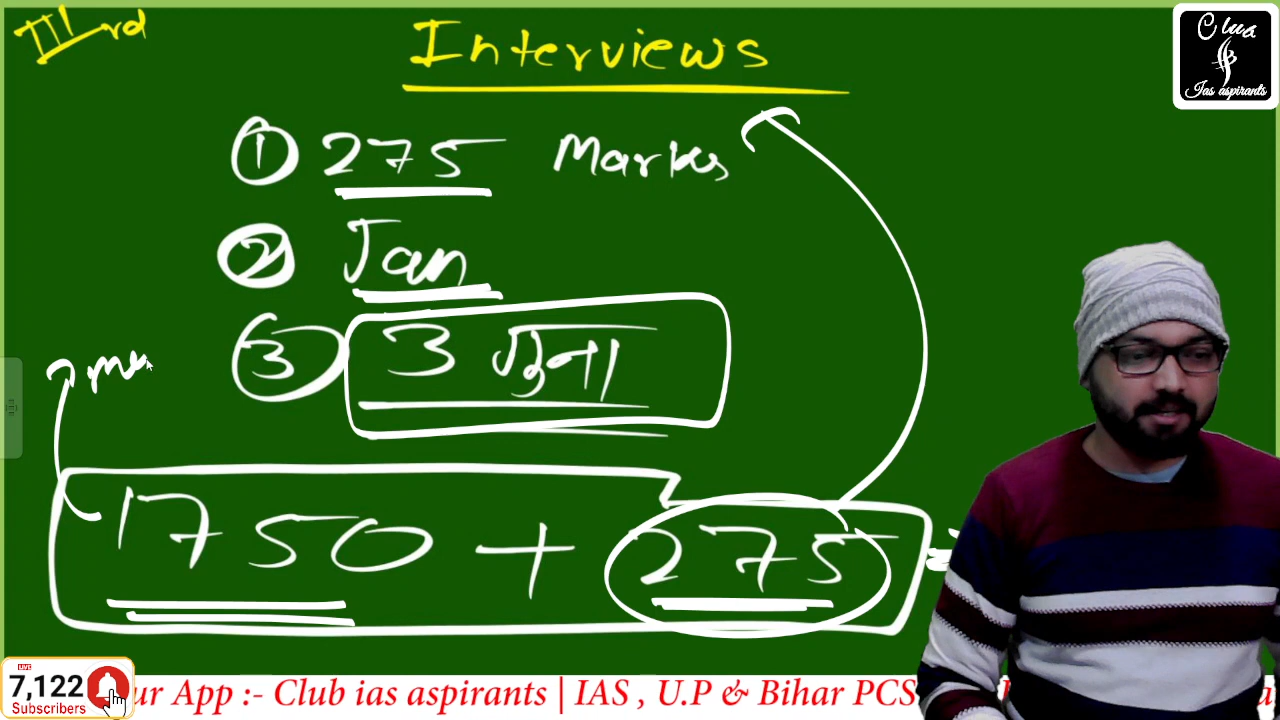 IIIrd
Interviews
Club
Ias aspirants
① 275 Marks
② Jan
③ 3 गुना
1750 + 275 =
LIVE
7,122
Subscribers
ur App :- Club ias aspirants | IAS , U.P & Bihar PCS